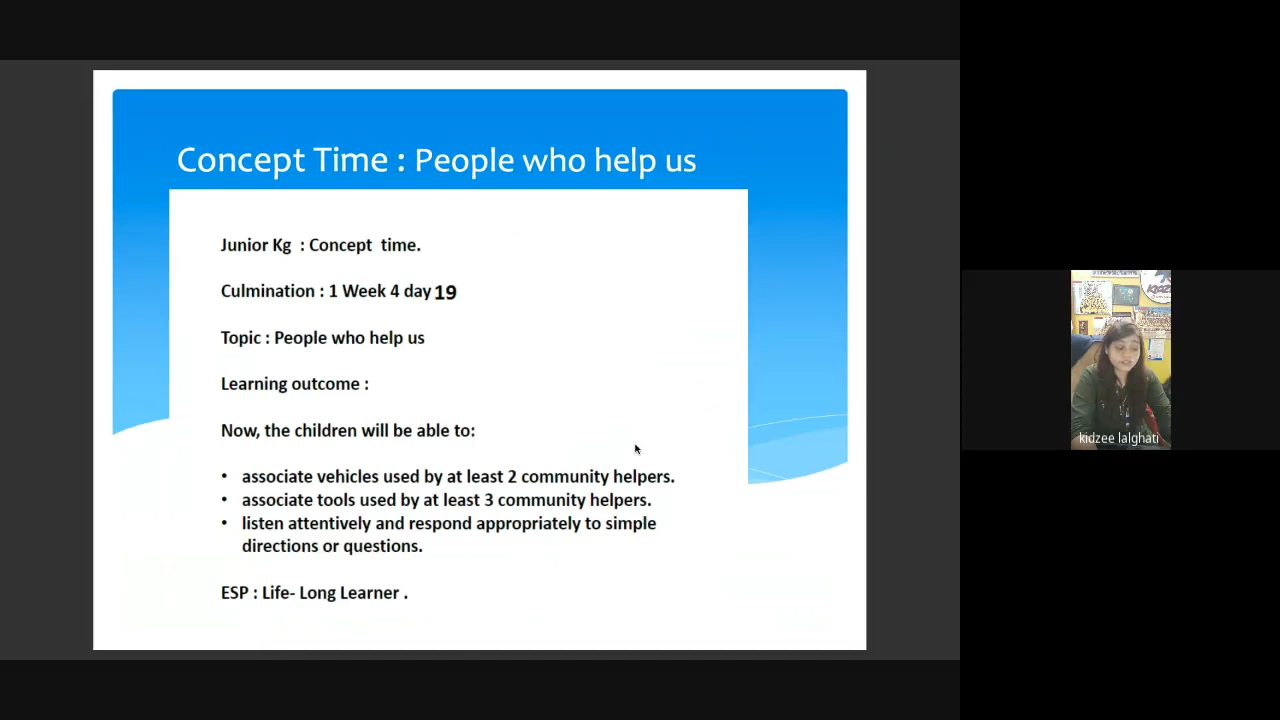 Concept Time : People who help us
Junior Kg : Concept time.
Culmination : 1 Week 4 day 19
Topic : People who help us
Learning outcome :
Now, the children will be able to:
• associate vehicles used by at least 2 community helpers.
• associate tools used by at least 3 community helpers.
• listen attentively and respond appropriately to simple
directions or questions.
ESP : Life- Long Learner .
kidzee lalghati